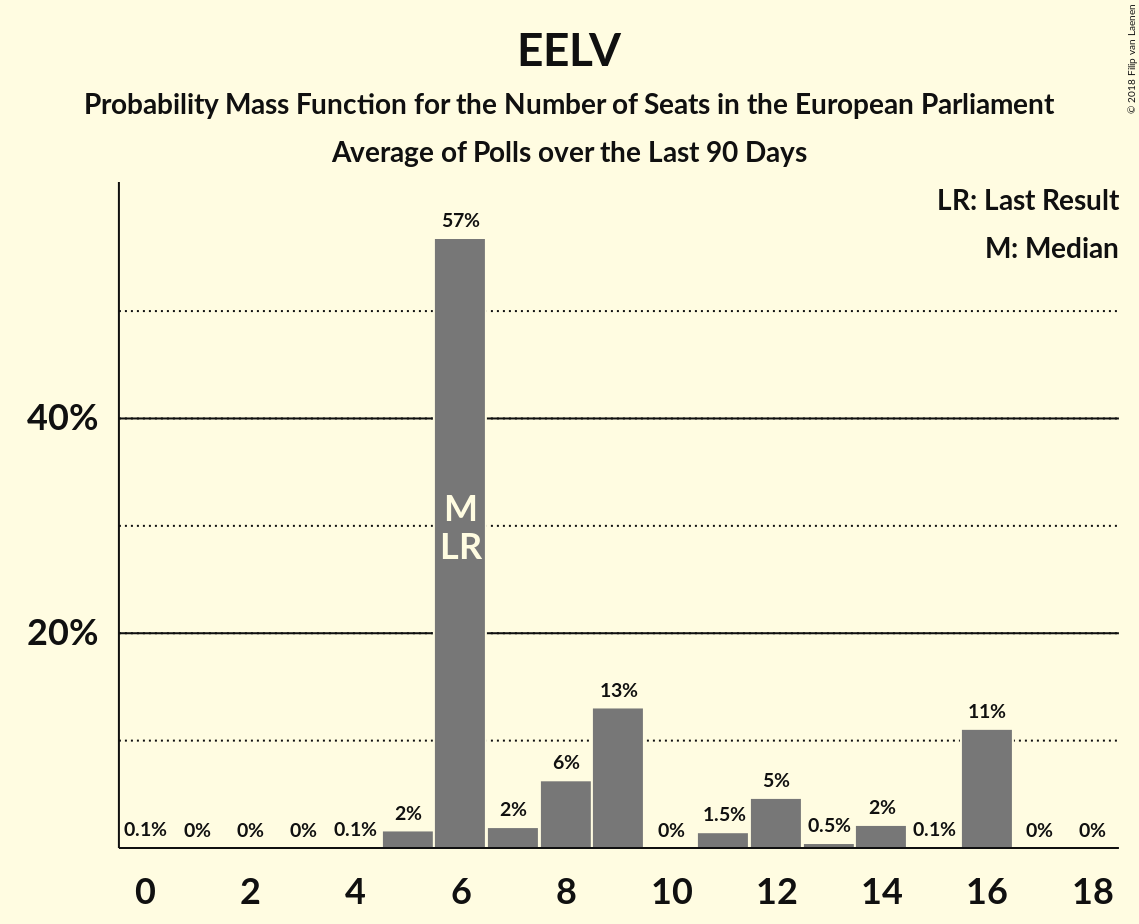 EELV
Probability Mass Function for the Number of Seats in the European Parliament
Average of Polls over the Last 90 Days
© 2018 Filip van Laenen
LR: Last Result
M: Median
40%
20%
57%
M
LR
0.1%
0%
0%
0%
0.1%
2%
2%
6%
13%
0%
1.5%
5%
0.5%
2%
0.1%
11%
0%
0%
0 2 4 6 8 10 12 14 16 18